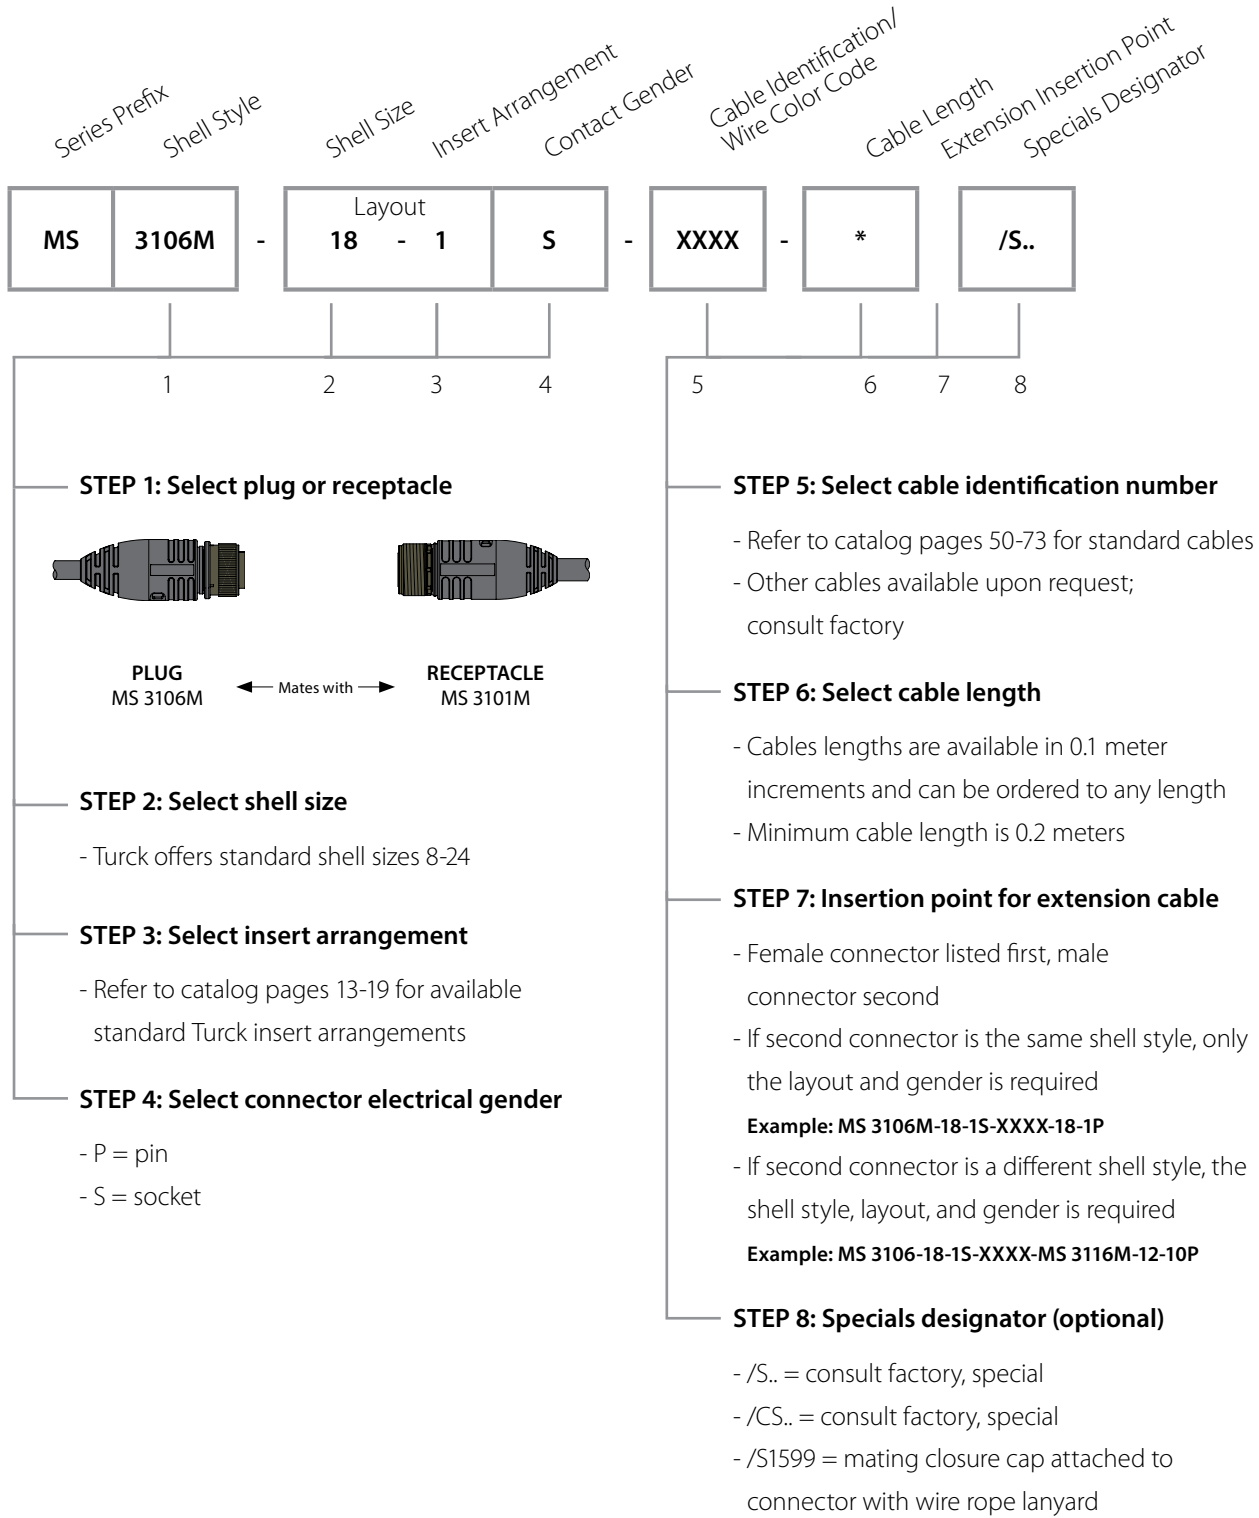 Series Prefix
Shell Style
Shell Size
Insert Arrangement
Contact Gender
Cable Identification/
Wire Color Code
Cable Length
Extension Insertion Point
Specials Designator
Layout
MS 3106M - 18 - 1 S - XXXX - * /S..
1 2 3 4 5 6 7 8
STEP 1: Select plug or receptacle
PLUG
MS 3106M
Mates with
RECEPTACLE
MS 3101M
STEP 2: Select shell size
- Turck offers standard shell sizes 8-24
STEP 3: Select insert arrangement
- Refer to catalog pages 13-19 for available
standard Turck insert arrangements
STEP 4: Select connector electrical gender
- P = pin
- S = socket
STEP 5: Select cable identification number
- Refer to catalog pages 50-73 for standard cables
- Other cables available upon request;
consult factory
STEP 6: Select cable length
- Cables lengths are available in 0.1 meter
increments and can be ordered to any length
- Minimum cable length is 0.2 meters
STEP 7: Insertion point for extension cable
- Female connector listed first, male
connector second
- If second connector is the same shell style, only
the layout and gender is required
Example: MS 3106M-18-1S-XXXX-18-1P
- If second connector is a different shell style, the
shell style, layout, and gender is required
Example: MS 3106-18-1S-XXXX-MS 3116M-12-10P
STEP 8: Specials designator (optional)
- /S.. = consult factory, special
- /CS.. = consult factory, special
- /S1599 = mating closure cap attached to
connector with wire rope lanyard